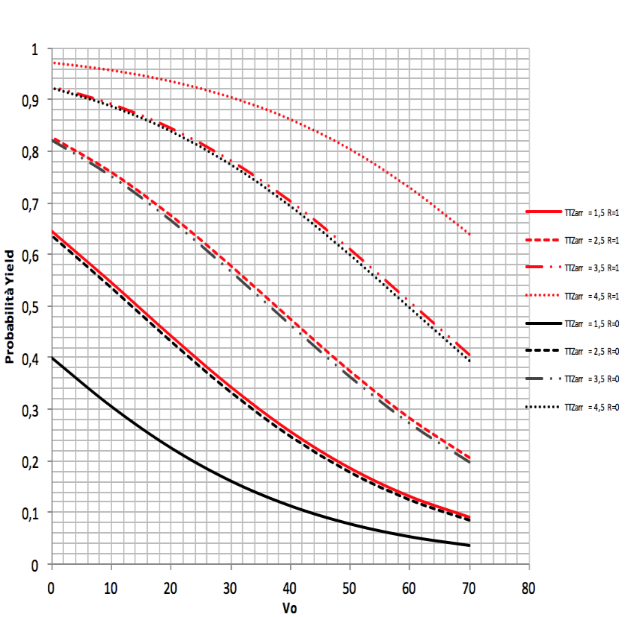 1
0,9
0,8
0,7
0,6
0,5
0,4
0,3
0,2
0,1
0
Probabilità Yield
0 10 20 30 40 50 60 70 80
Vo
TTZarr = 1,5 R=1
TTZarr = 2,5 R=1
TTZarr = 3,5 R=1
TTZarr = 4,5 R=1
TTZarr = 1,5 R=0
TTZarr = 2,5 R=0
TTZarr = 3,5 R=0
TTZarr = 4,5 R=0